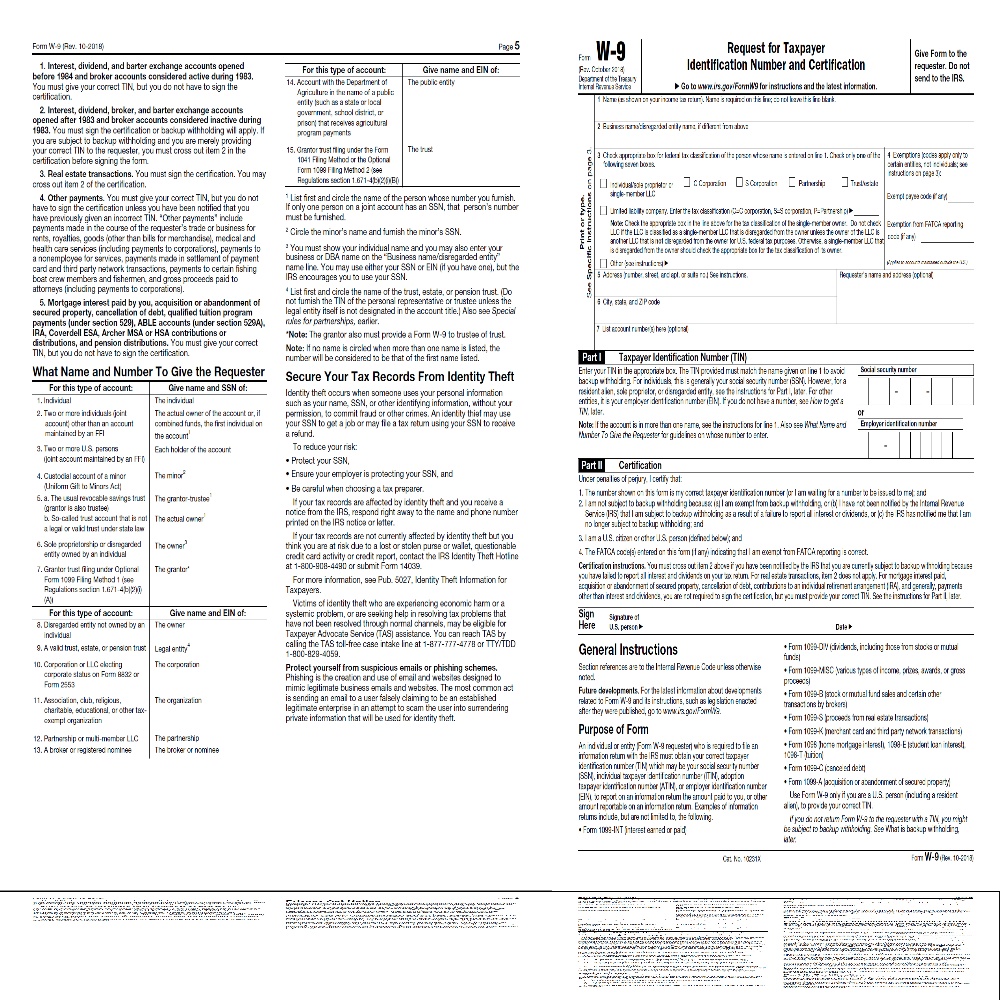 Form W-9 (Rev. 10-2018)
Page 5
1. Interest, dividend, and barter exchange accounts opened
before 1984 and broker accounts considered active during 1983.
You must give your correct TIN, but you do not have to sign the
certification.
2. Interest, dividend, broker, and barter exchange accounts
opened after 1983 and broker accounts considered inactive during
1983. You must sign the certification or backup withholding will apply. If
you are subject to backup withholding and you are merely providing
your correct TIN to the requester, you must cross out item 2 in the
certification before signing the form.
3. Real estate transactions. You must sign the certification. You may
cross out item 2 of the certification.
4. Other payments. You must give your correct TIN, but you do not
have to sign the certification unless you have been notified that you
have previously given an incorrect TIN. “Other payments” include
payments made in the course of the requester's trade or business for
rents, royalties, goods (other than bills for merchandise), medical and
health care services (including payments to corporations), payments to
a nonemployee for services, payments made in settlement of payment
card and third party network transactions, payments to certain fishing
boat crew members and fishermen, and gross proceeds paid to
attorneys (including payments to corporations).
5. Mortgage interest paid by you, acquisition or abandonment of
secured property, cancellation of debt, qualified tuition program
payments (under section 529), ABLE accounts (under section 529A),
IRA, Coverdell ESA, Archer MSA or HSA contributions or
distributions, and pension distributions. You must give your correct
TIN, but you do not have to sign the certification.
What Name and Number To Give the Requester
For this type of account: Give name and SSN of:
1. Individual The individual
2. Two or more individuals (joint The actual owner of the account or, if
account) other than an account combined funds, the first individual on
maintained by an FFI the account1
3. Two or more U.S. persons Each holder of the account
(joint account maintained by an FFI)
4. Custodial account of a minor The minor2
(Uniform Gift to Minors Act)
5. a. The usual revocable savings trust The grantor-trustee1
(grantor is also trustee)
b. So-called trust account that is not The actual owner1
a legal or valid trust under state law
6. Sole proprietorship or disregarded The owner3
entity owned by an individual
7. Grantor trust filing under Optional The grantor*
Form 1099 Filing Method 1 (see
Regulations section 1.671-4(b)(2)(i)
(A))
For this type of account: Give name and EIN of:
8. Disregarded entity not owned by an The owner
individual
9. A valid trust, estate, or pension trust Legal entity4
10. Corporation or LLC electing The corporation
corporate status on Form 8832 or
Form 2553
11. Association, club, religious, The organization
charitable, educational, or other tax-
exempt organization
12. Partnership or multi-member LLC The partnership
13. A broker or registered nominee The broker or nominee
For this type of account: Give name and EIN of:
14. Account with the Department of The public entity
Agriculture in the name of a public
entity (such as a state or local
government, school district, or
prison) that receives agricultural
program payments
15. Grantor trust filing under the Form The trust
1041 Filing Method or the Optional
Form 1099 Filing Method 2 (see
Regulations section 1.671-4(b)(2)(i)(B))
1 List first and circle the name of the person whose number you furnish.
If only one person on a joint account has an SSN, that person's number
must be furnished.
2 Circle the minor's name and furnish the minor's SSN.
3 You must show your individual name and you may also enter your
business or DBA name on the “Business name/disregarded entity”
name line. You may use either your SSN or EIN (if you have one), but the
IRS encourages you to use your SSN.
4 List first and circle the name of the trust, estate, or pension trust. (Do
not furnish the TIN of the personal representative or trustee unless the
legal entity itself is not designated in the account title.) Also see Special
rules for partnerships, earlier.
*Note: The grantor also must provide a Form W-9 to trustee of trust.
Note: If no name is circled when more than one name is listed, the
number will be considered to be that of the first name listed.
Secure Your Tax Records From Identity Theft
Identity theft occurs when someone uses your personal information
such as your name, SSN, or other identifying information, without your
permission, to commit fraud or other crimes. An identity thief may use
your SSN to get a job or may file a tax return using your SSN to receive
a refund.
To reduce your risk:
• Protect your SSN,
• Ensure your employer is protecting your SSN, and
• Be careful when choosing a tax preparer.
If your tax records are affected by identity theft and you receive a
notice from the IRS, respond right away to the name and phone number
printed on the IRS notice or letter.
If your tax records are not currently affected by identity theft but you
think you are at risk due to a lost or stolen purse or wallet, questionable
credit card activity or credit report, contact the IRS Identity Theft Hotline
at 1-800-908-4490 or submit Form 14039.
For more information, see Pub. 5027, Identity Theft Information for
Taxpayers.
Victims of identity theft who are experiencing economic harm or a
systemic problem, or are seeking help in resolving tax problems that
have not been resolved through normal channels, may be eligible for
Taxpayer Advocate Service (TAS) assistance. You can reach TAS by
calling the TAS toll-free case intake line at 1-877-777-4778 or TTY/TDD
1-800-829-4059.
Protect yourself from suspicious emails or phishing schemes.
Phishing is the creation and use of email and websites designed to
mimic legitimate business emails and websites. The most common act
is sending an email to a user falsely claiming to be an established
legitimate enterprise in an attempt to scam the user into surrendering
private information that will be used for identity theft.
Form W-9
(Rev. October 2018)
Department of the Treasury
Internal Revenue Service
Request for Taxpayer
Identification Number and Certification
▶ Go to www.irs.gov/FormW9 for instructions and the latest information.
Give Form to the
requester. Do not
send to the IRS.
Print or type.
See Specific Instructions on page 3.
1 Name (as shown on your income tax return). Name is required on this line; do not leave this line blank.
2 Business name/disregarded entity name, if different from above
3 Check appropriate box for federal tax classification of the person whose name is entered on line 1. Check only one of the
following seven boxes.
Individual/sole proprietor or C Corporation S Corporation Partnership Trust/estate
single-member LLC
Limited liability company. Enter the tax classification (C=C corporation, S=S corporation, P=Partnership) ▶
Note: Check the appropriate box in the line above for the tax classification of the single-member owner. Do not check
LLC if the LLC is classified as a single-member LLC that is disregarded from the owner unless the owner of the LLC is
another LLC that is not disregarded from the owner for U.S. federal tax purposes. Otherwise, a single-member LLC that
is disregarded from the owner should check the appropriate box for the tax classification of its owner.
Other (see instructions) ▶
4 Exemptions (codes apply only to
certain entities, not individuals; see
instructions on page 3):
Exempt payee code (if any)
Exemption from FATCA reporting
code (if any)
(Applies to accounts maintained outside the U.S.)
5 Address (number, street, and apt. or suite no.) See instructions.
Requester's name and address (optional)
6 City, state, and ZIP code
7 List account number(s) here (optional)
Part I Taxpayer Identification Number (TIN)
Enter your TIN in the appropriate box. The TIN provided must match the name given on line 1 to avoid
backup withholding. For individuals, this is generally your social security number (SSN). However, for a
resident alien, sole proprietor, or disregarded entity, see the instructions for Part I, later. For other
entities, it is your employer identification number (EIN). If you do not have a number, see How to get a
TIN, later.
Note: If the account is in more than one name, see the instructions for line 1. Also see What Name and
Number To Give the Requester for guidelines on whose number to enter.
Social security number
– –
or
Employer identification number
–
Part II Certification
Under penalties of perjury, I certify that:
1. The number shown on this form is my correct taxpayer identification number (or I am waiting for a number to be issued to me); and
2. I am not subject to backup withholding because: (a) I am exempt from backup withholding, or (b) I have not been notified by the Internal Revenue
Service (IRS) that I am subject to backup withholding as a result of a failure to report all interest or dividends, or (c) the IRS has notified me that I am
no longer subject to backup withholding; and
3. I am a U.S. citizen or other U.S. person (defined below); and
4. The FATCA code(s) entered on this form (if any) indicating that I am exempt from FATCA reporting is correct.
Certification instructions. You must cross out item 2 above if you have been notified by the IRS that you are currently subject to backup withholding because
you have failed to report all interest and dividends on your tax return. For real estate transactions, item 2 does not apply. For mortgage interest paid,
acquisition or abandonment of secured property, cancellation of debt, contributions to an individual retirement arrangement (IRA), and generally, payments
other than interest and dividends, you are not required to sign the certification, but you must provide your correct TIN. See the instructions for Part II, later.
Sign
Here
Signature of
U.S. person ▶
Date ▶
General Instructions
Section references are to the Internal Revenue Code unless otherwise
noted.
Future developments. For the latest information about developments
related to Form W-9 and its instructions, such as legislation enacted
after they were published, go to www.irs.gov/FormW9.
Purpose of Form
An individual or entity (Form W-9 requester) who is required to file an
information return with the IRS must obtain your correct taxpayer
identification number (TIN) which may be your social security number
(SSN), individual taxpayer identification number (ITIN), adoption
taxpayer identification number (ATIN), or employer identification number
(EIN), to report on an information return the amount paid to you, or other
amount reportable on an information return. Examples of information
returns include, but are not limited to, the following.
• Form 1099-INT (interest earned or paid)
• Form 1099-DIV (dividends, including those from stocks or mutual
funds)
• Form 1099-MISC (various types of income, prizes, awards, or gross
proceeds)
• Form 1099-B (stock or mutual fund sales and certain other
transactions by brokers)
• Form 1099-S (proceeds from real estate transactions)
• Form 1099-K (merchant card and third party network transactions)
• Form 1098 (home mortgage interest), 1098-E (student loan interest),
1098-T (tuition)
• Form 1099-C (canceled debt)
• Form 1099-A (acquisition or abandonment of secured property)
Use Form W-9 only if you are a U.S. person (including a resident
alien), to provide your correct TIN.
If you do not return Form W-9 to the requester with a TIN, you might
be subject to backup withholding. See What is backup withholding,
later.
Cat. No. 10231X
Form W-9 (Rev. 10-2018)